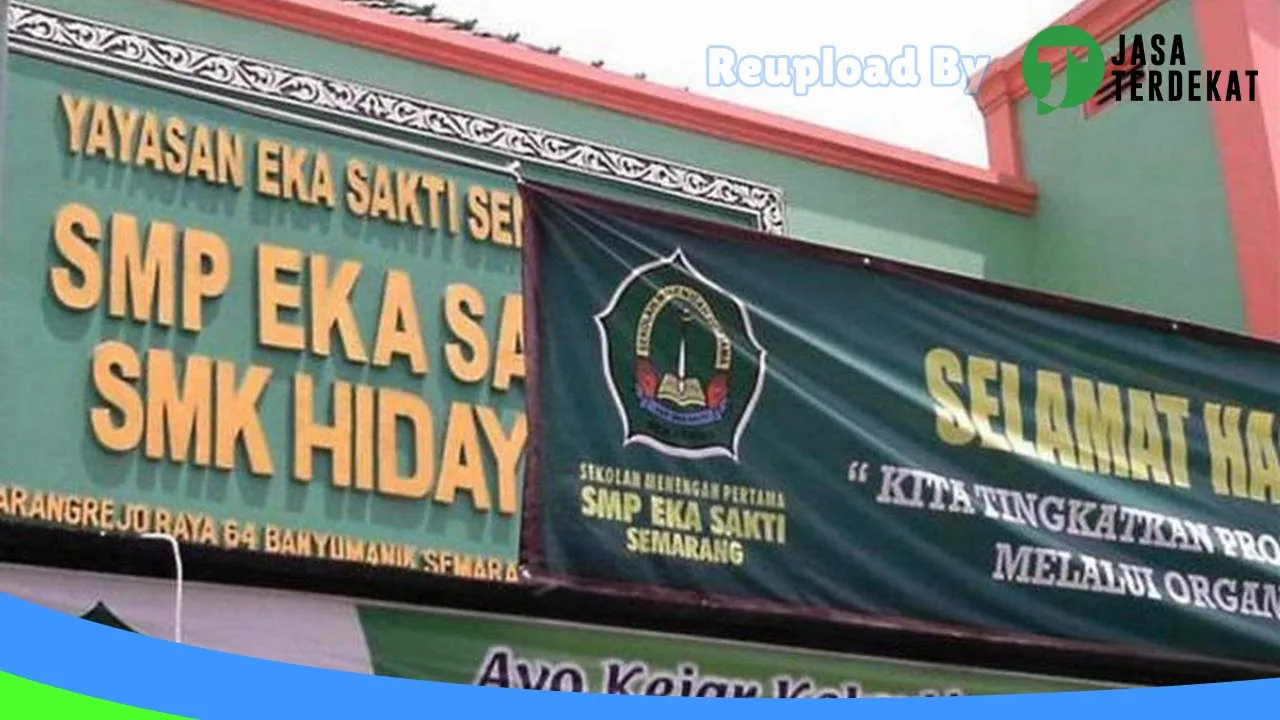 Reupload By
JASA
TERDEKAT
YAYASAN EKA SAKTI SE
SMP EKA SA
SMK HIDAY
ARANGREJO RAYA 64 BANYUMANIK SEMARA
SEKOLAH MENENGAH PERTAMA
SMP EKA SAKTI
SEMARANG
SELAMAT HA
“ KITA TINGKATKAN PRO
MELALUI ORGAN
Ayo Kejar